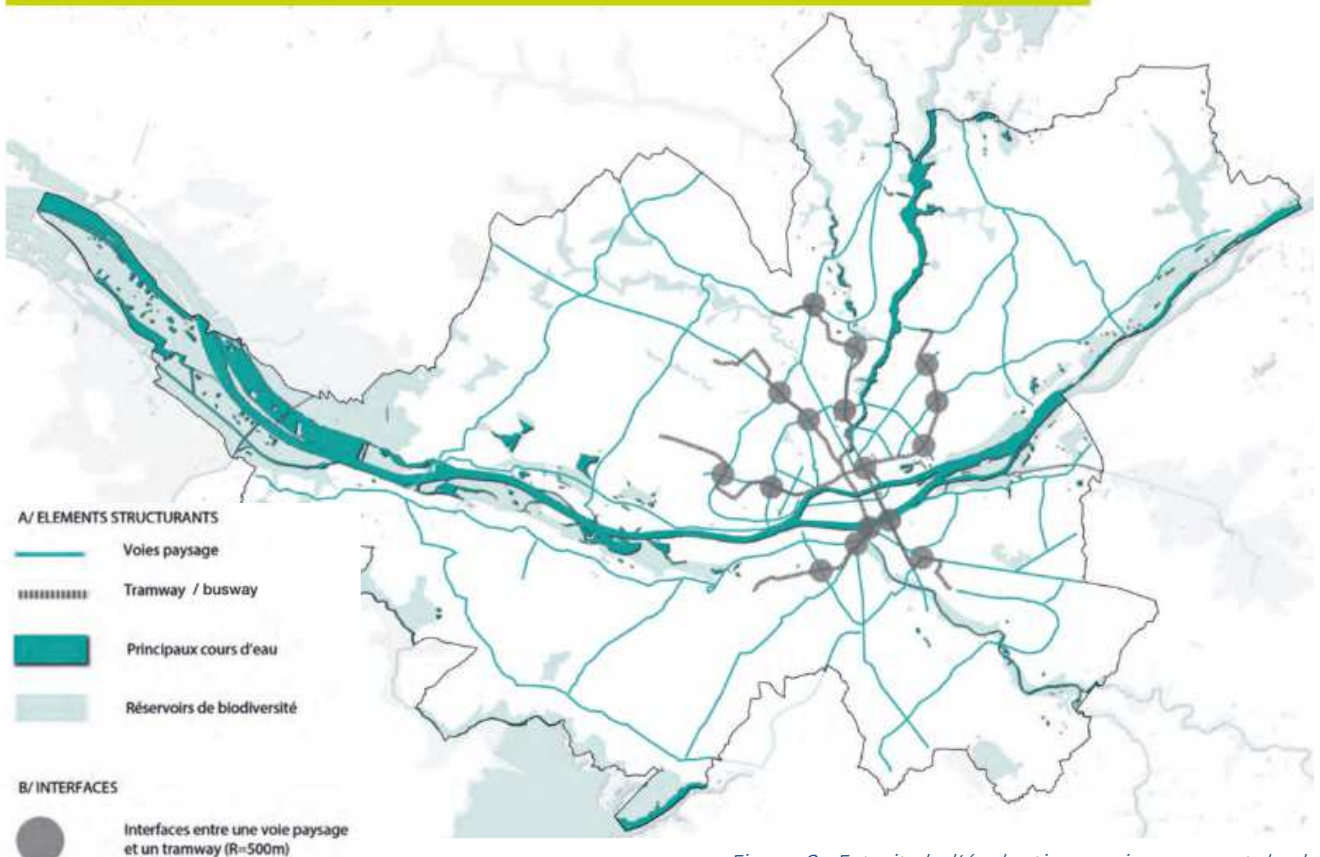 A/ ELEMENTS STRUCTURANTS
Voies paysage
Tramway / busway
Principaux cours d'eau
Réservoirs de biodiversité
B/ INTERFACES
Interfaces entre une voie paysage
et un tramway (R=500m)